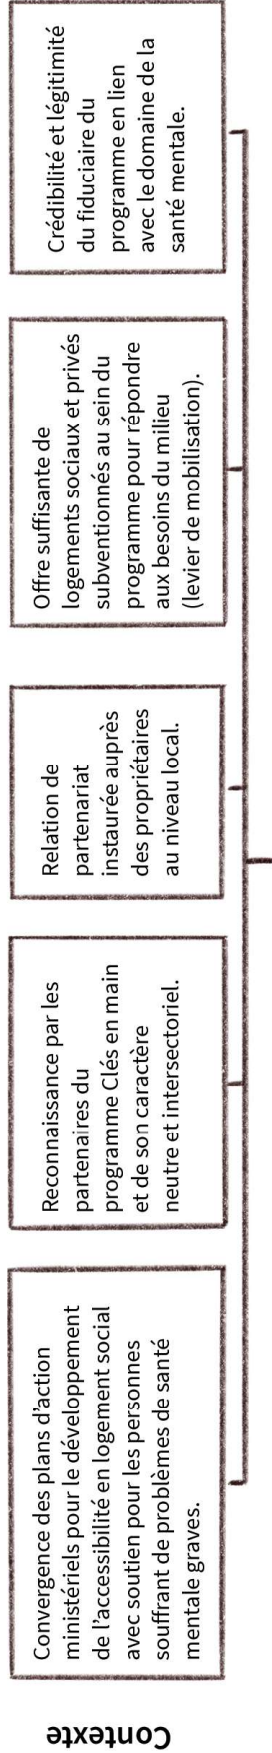 Contexte
Convergence des plans d’action
ministériels pour le développement
de l’accessibilité en logement social
avec soutien pour les personnes
souffrant de problèmes de santé
mentale graves.
Reconnaissance par les
partenaires du
programme Clés en main
et de son caractère
neutre et intersectoriel.
Relation de
partenariat
instaurée auprès
des propriétaires
au niveau local.
Offre suffisante de
logements sociaux et privés
subventionnés au sein du
programme pour répondre
aux besoins du milieu
(levier de mobilisation).
Crédibilité et légitimité
du fiduciaire du
programme en lien
avec le domaine de la
santé mentale.